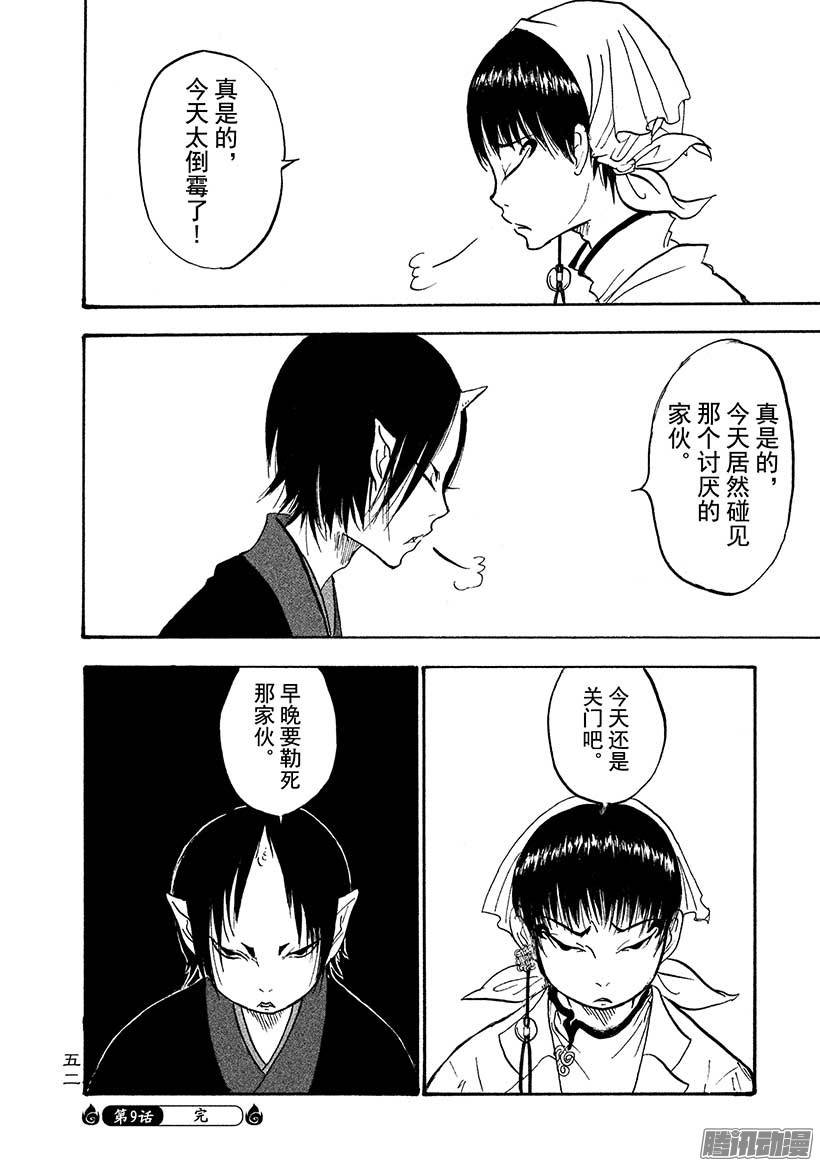 真是的，
今天太倒霉了！
真是的，
今天居然碰见
那个讨厌的
家伙。
今天还是
关门吧。
早晚要勒死
那家伙。
五二
第9话 完
腾讯动漫